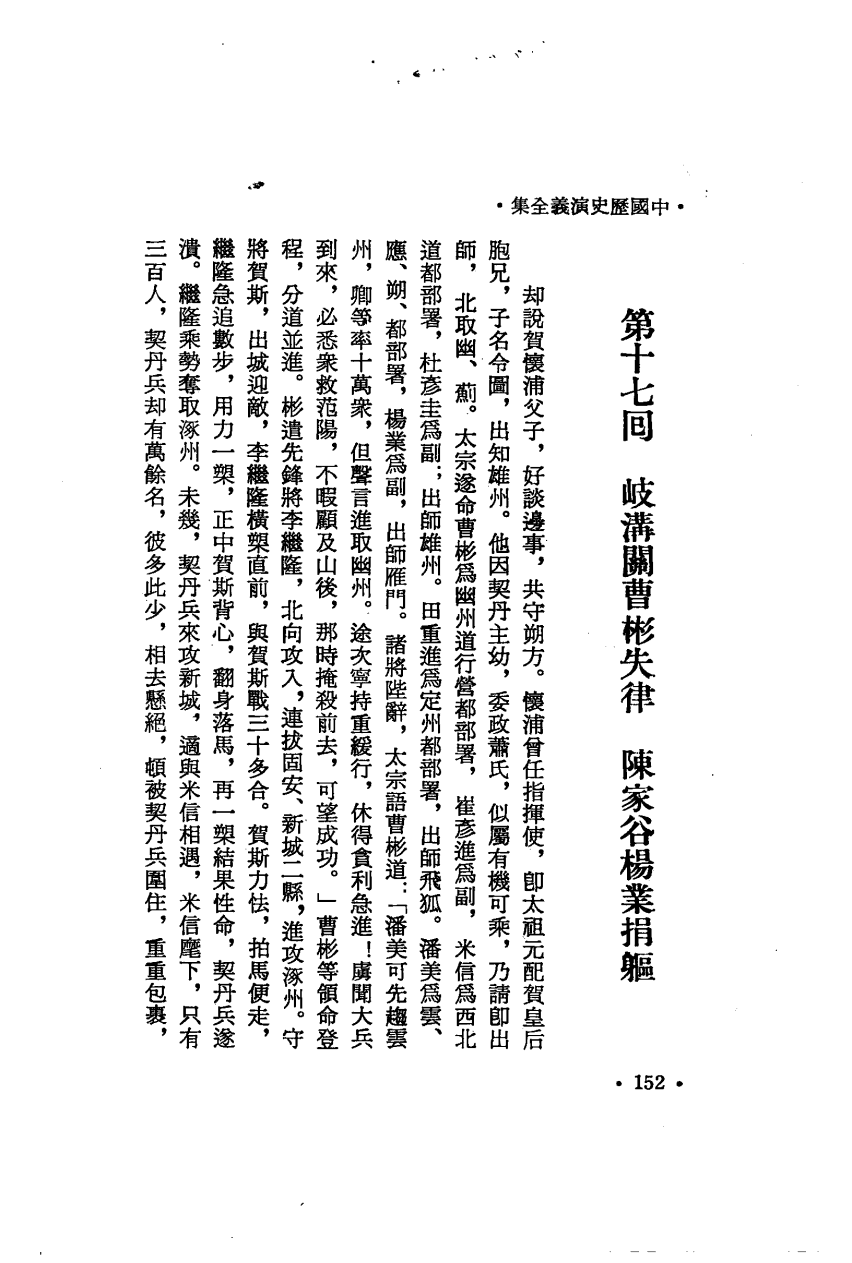 •中國歷史演義全集•
第十七回　岐溝關曹彬失律　陳家谷楊業捐軀
却說賀懷浦父子，好談邊事，共守朔方。懷浦曾任指揮使，卽太祖元配賀皇后
胞兄，子名令圖，出知雄州。他因契丹主幼，委政蕭氏，似屬有機可乘，乃請卽出
師，北取幽、薊。太宗遂命曹彬爲幽州道行營都部署，崔彥進爲副，米信爲西北
道都部署，杜彥圭爲副；出師雄州。田重進爲定州都部署，出師飛狐。潘美爲雲、
應、朔、都部署，楊業爲副，出師雁門。諸將陛辭，太宗語曹彬道：「潘美可先趨雲
州，卿等率十萬衆，但聲言進取幽州。途次寧持重緩行，休得貪利急進！虜聞大兵
到來，必悉衆救范陽，不暇顧及山後，那時掩殺前去，可望成功。」曹彬等領命登
程，分道並進。彬遣先鋒將李繼隆，北向攻入，連拔固安、新城二縣，進攻涿州。守
將賀斯，出城迎敵，李繼隆橫槊直前，與賀斯戰三十多合。賀斯力怯，拍馬便走，
繼隆急追數步，用力一槊，正中賀斯背心，翻身落馬，再一槊結果性命，契丹兵遂
潰。繼隆乘勢奪取涿州。未幾，契丹兵來攻新城，適與米信相遇，米信麾下，只有
三百人，契丹兵却有萬餘名，彼多此少，相去懸絕，頓被契丹兵圍住，重重包裹，
•152•